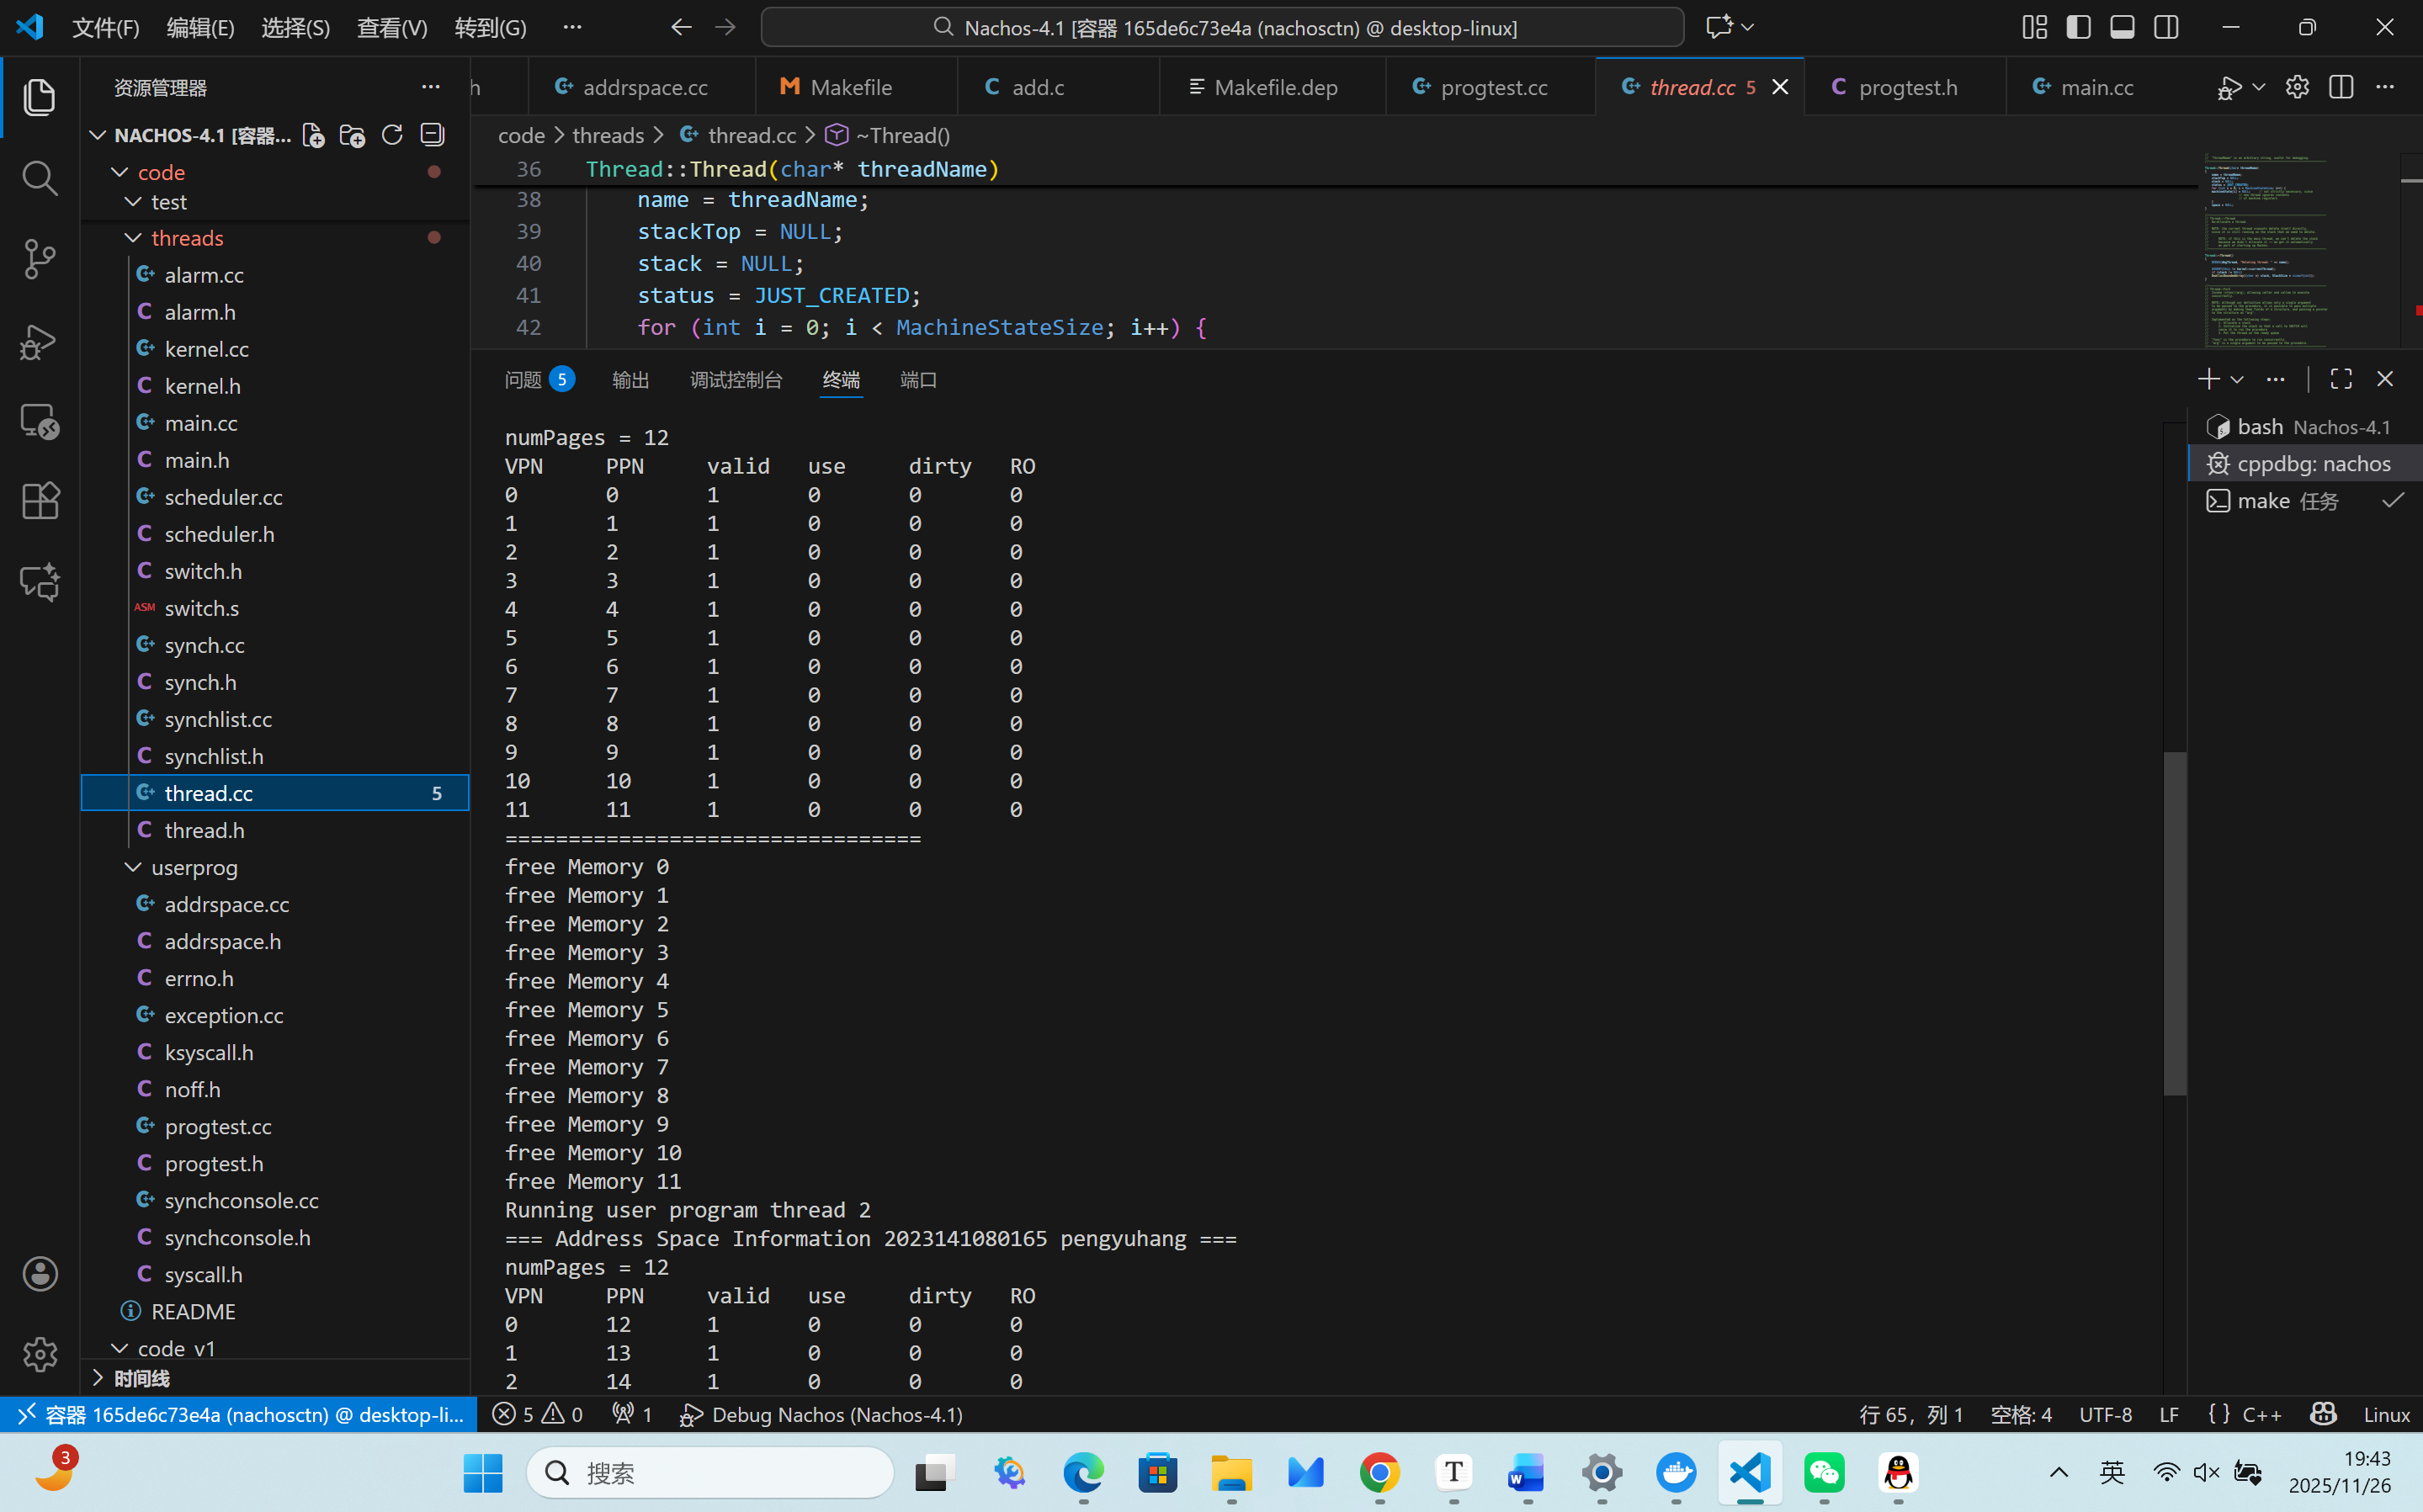 文件(F) 编辑(E) 选择(S) 查看(V) 转到(G) ··· Nachos-4.1 [容器 165de6c73e4a (nachosctn) @ desktop-linux]
资源管理器 ···
h addrspace.cc Makefile add.c Makefile.dep progtest.cc thread.cc 5 progtest.h main.cc
NACHOS-4.1 [容器...
code
test
threads
alarm.cc
alarm.h
kernel.cc
kernel.h
main.cc
main.h
scheduler.cc
scheduler.h
switch.h
ASM switch.s
synch.cc
synch.h
synchlist.cc
synchlist.h
thread.cc 5
thread.h
userprog
addrspace.cc
addrspace.h
errno.h
exception.cc
ksyscall.h
noff.h
progtest.cc
progtest.h
synchconsole.cc
synchconsole.h
syscall.h
README
code v1
时间线
code > threads > thread.cc > ~Thread()
36 Thread::Thread(char* threadName)
38 name = threadName;
39 stackTop = NULL;
40 stack = NULL;
41 status = JUST_CREATED;
42 for (int i = 0; i < MachineStateSize; i++) {
问题 5 输出 调试控制台 终端 端口
numPages = 12
VPN PPN valid use dirty RO
0 0 1 0 0 0
1 1 1 0 0 0
2 2 1 0 0 0
3 3 1 0 0 0
4 4 1 0 0 0
5 5 1 0 0 0
6 6 1 0 0 0
7 7 1 0 0 0
8 8 1 0 0 0
9 9 1 0 0 0
10 10 1 0 0 0
11 11 1 0 0 0
=================================
free Memory 0
free Memory 1
free Memory 2
free Memory 3
free Memory 4
free Memory 5
free Memory 6
free Memory 7
free Memory 8
free Memory 9
free Memory 10
free Memory 11
Running user program thread 2
=== Address Space Information 2023141080165 pengyuhang ===
numPages = 12
VPN PPN valid use dirty RO
0 12 1 0 0 0
1 13 1 0 0 0
2 14 1 0 0 0
bash Nachos-4.1
cppdbg: nachos
make 任务
容器 165de6c73e4a (nachosctn) @ desktop-li... 5 0 1 Debug Nachos (Nachos-4.1) 行 65，列 1 空格: 4 UTF-8 LF {} C++ Linux
3 搜索 英 19:43
2025/11/26